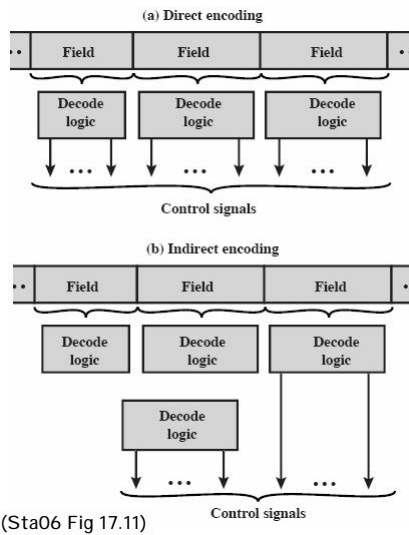 (a) Direct encoding
•• Field Field Field ••
Decode logic Decode logic Decode logic
••• ••• •••
Control signals
(b) Indirect encoding
•• Field Field Field ••
Decode logic Decode logic Decode logic
Decode logic
••• •••
Control signals
(Sta06 Fig 17.11)